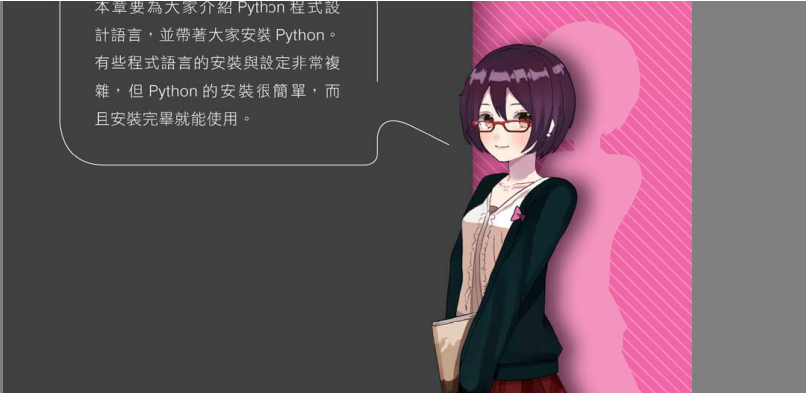 本章要為大家介紹 Python 程式設
計語言，並帶著大家安裝 Python。
有些程式語言的安裝與設定非常複
雜，但 Python 的安裝很簡單，而
且安裝完畢就能使用。